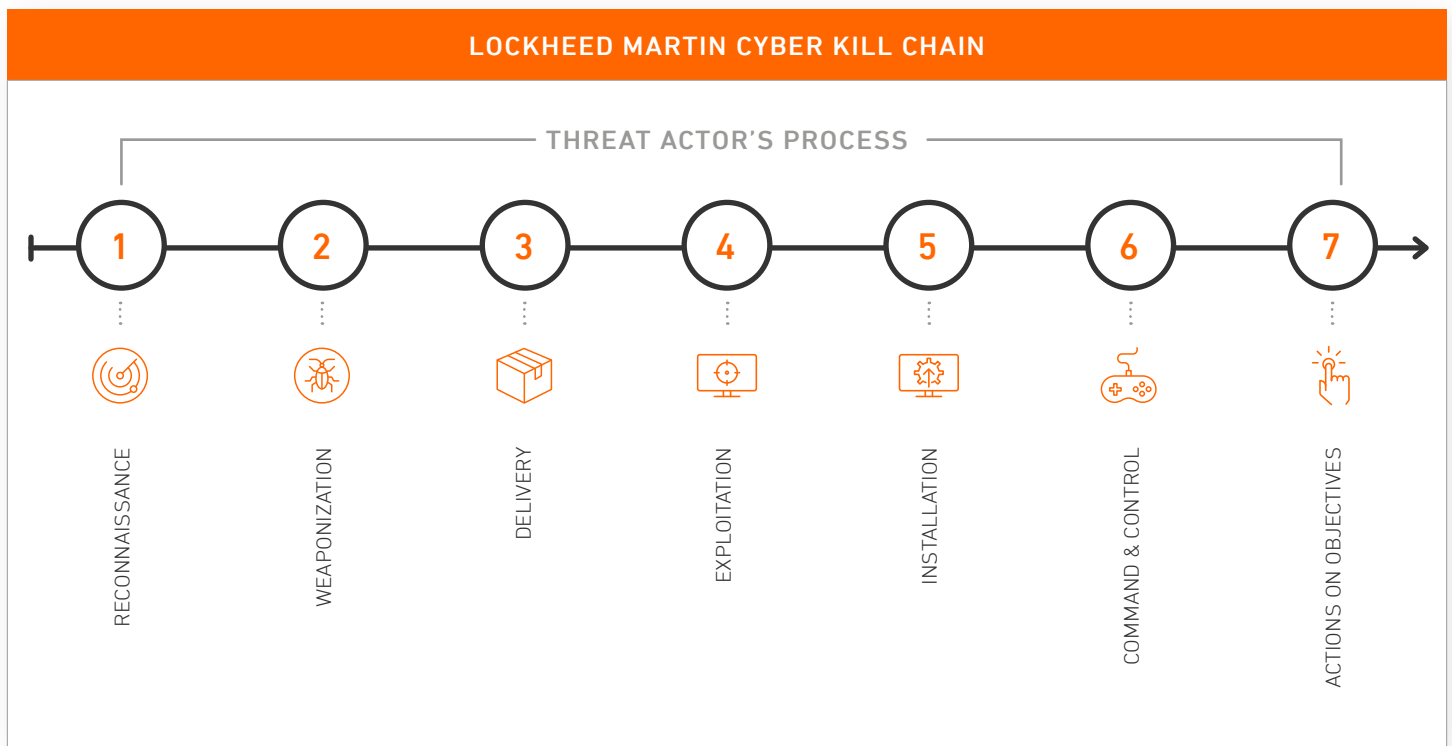 LOCKHEED MARTIN CYBER KILL CHAIN
THREAT ACTOR'S PROCESS
1
2
3
4
5
6
7
RECONNAISSANCE
WEAPONIZATION
DELIVERY
EXPLOITATION
INSTALLATION
COMMAND & CONTROL
ACTIONS ON OBJECTIVES